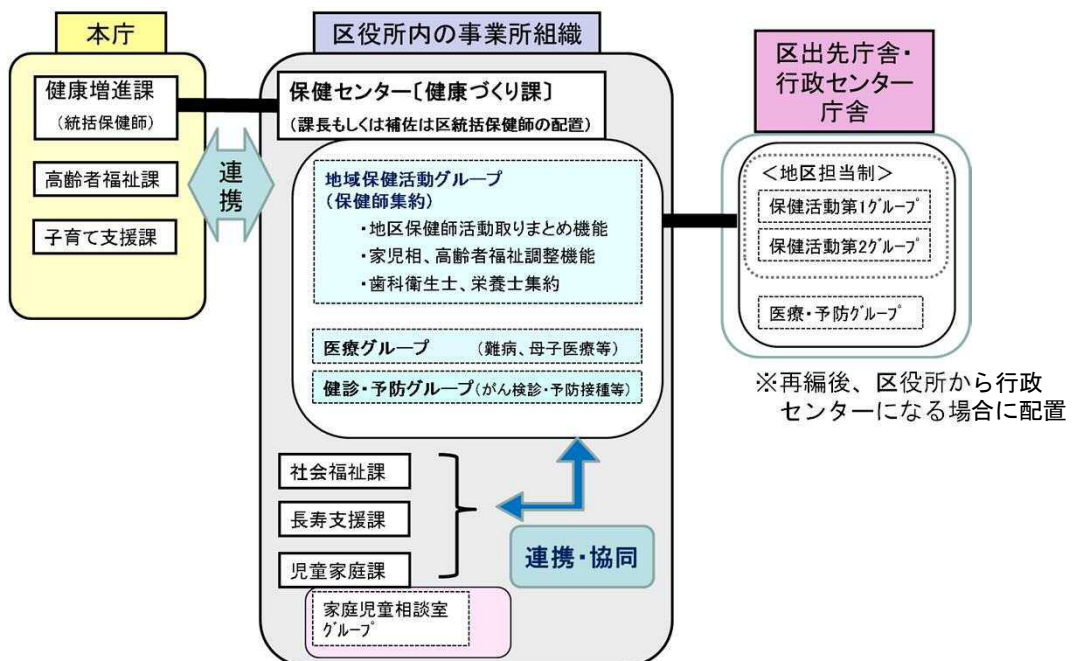 本庁
健康増進課
(統括保健師)
高齢者福祉課
子育て支援課
連携
区役所内の事業所組織
保健センター〔健康づくり課〕
(課長もしくは補佐は区統括保健師の配置)
地域保健活動グループ
(保健師集約)
・地区保健師活動取りまとめ機能
・家児相、高齢者福祉調整機能
・歯科衛生士、栄養士集約
医療グループ (難病、母子医療等)
健診・予防グループ(がん検診・予防接種等)
社会福祉課
長寿支援課
児童家庭課
家庭児童相談室
グループ
連携・協同
区出先庁舎・
行政センター
庁舎
<地区担当制>
保健活動第1グループ
保健活動第2グループ
医療・予防グループ
※再編後、区役所から行政
センターになる場合に配置